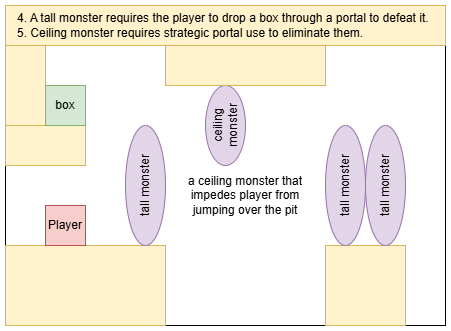 4. A tall monster requires the player to drop a box through a portal to defeat it.
5. Ceiling monster requires strategic portal use to eliminate them.
box
ceiling
monster
tall monster
a ceiling monster that
impedes player from
jumping over the pit
tall monster
tall monster
Player